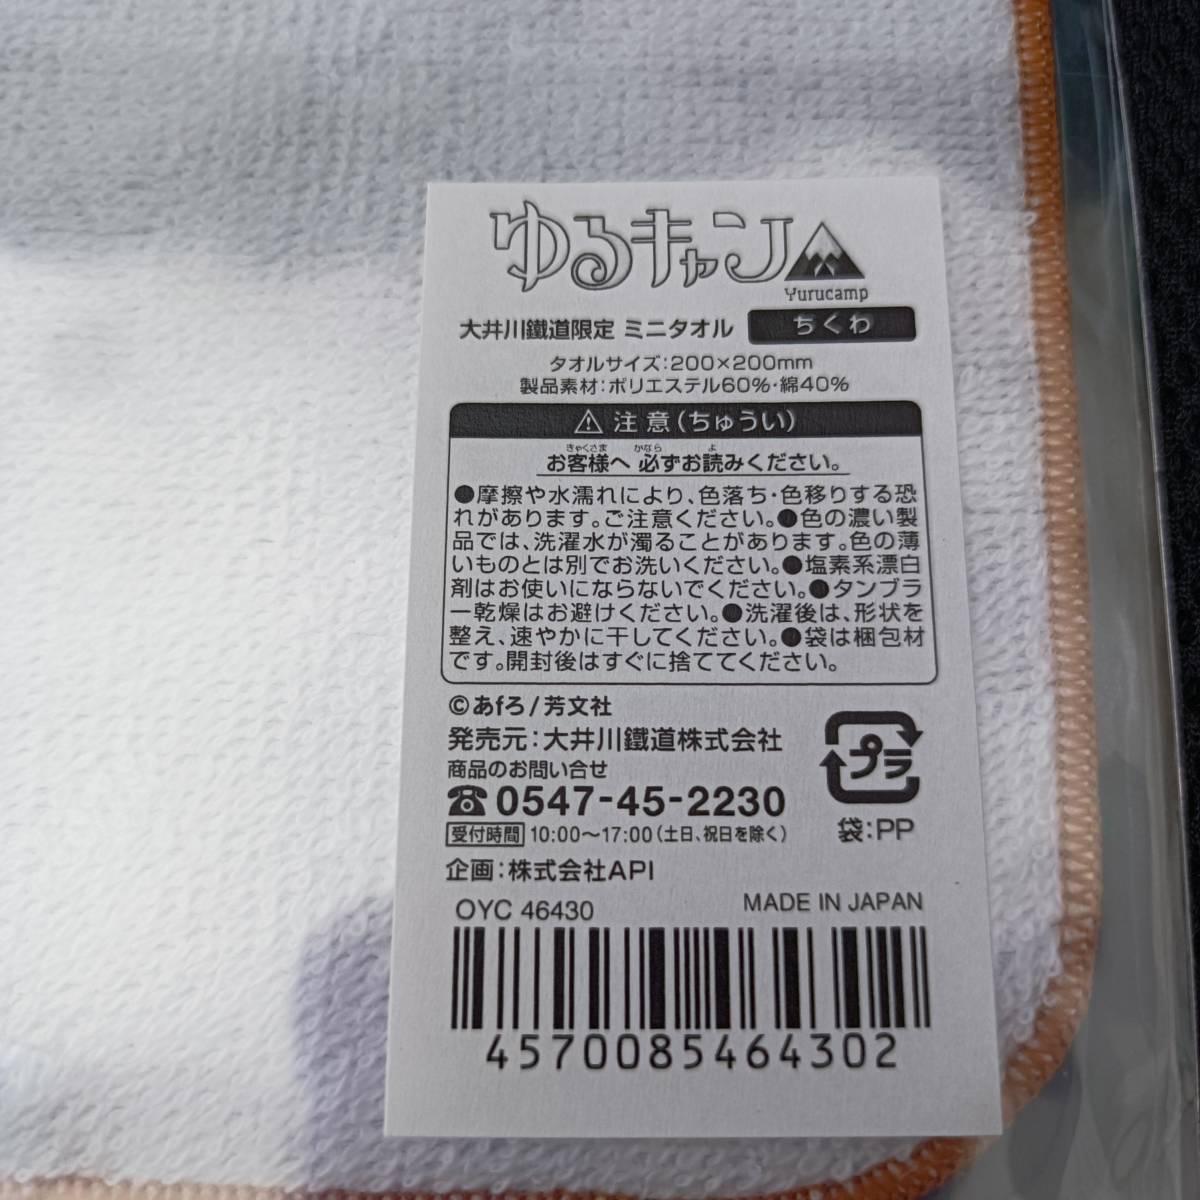 ゆるキャン
Yurucamp
大井川鐵道限定 ミニタオル ちくわ
タオルサイズ:200×200mm
製品素材:ポリエステル60%・綿40%
⚠ 注意(ちゅうい)
きゃくさま かなら よ
お客様へ 必ずお読みください。
●摩擦や水濡れにより、色落ち・色移りする恐
れがあります。ご注意ください。●色の濃い製
品では、洗濯水が濁ることがあります。色の薄
いものとは別でお洗いください。●塩素系漂白
剤はお使いにならないでください。●タンブラ
ー乾燥はお避けください。●洗濯後は、形状を
整え、速やかに干してください。●袋は梱包材
です。開封後はすぐに捨ててください。
©あfろ/芳文社
発売元:大井川鐵道株式会社
商品のお問い合せ
☎0547-45-2230
受付時間 10:00〜17:00(土日、祝日を除く)
プラ
袋:PP
企画:株式会社API
OYC 46430
MADE IN JAPAN
4570085464302